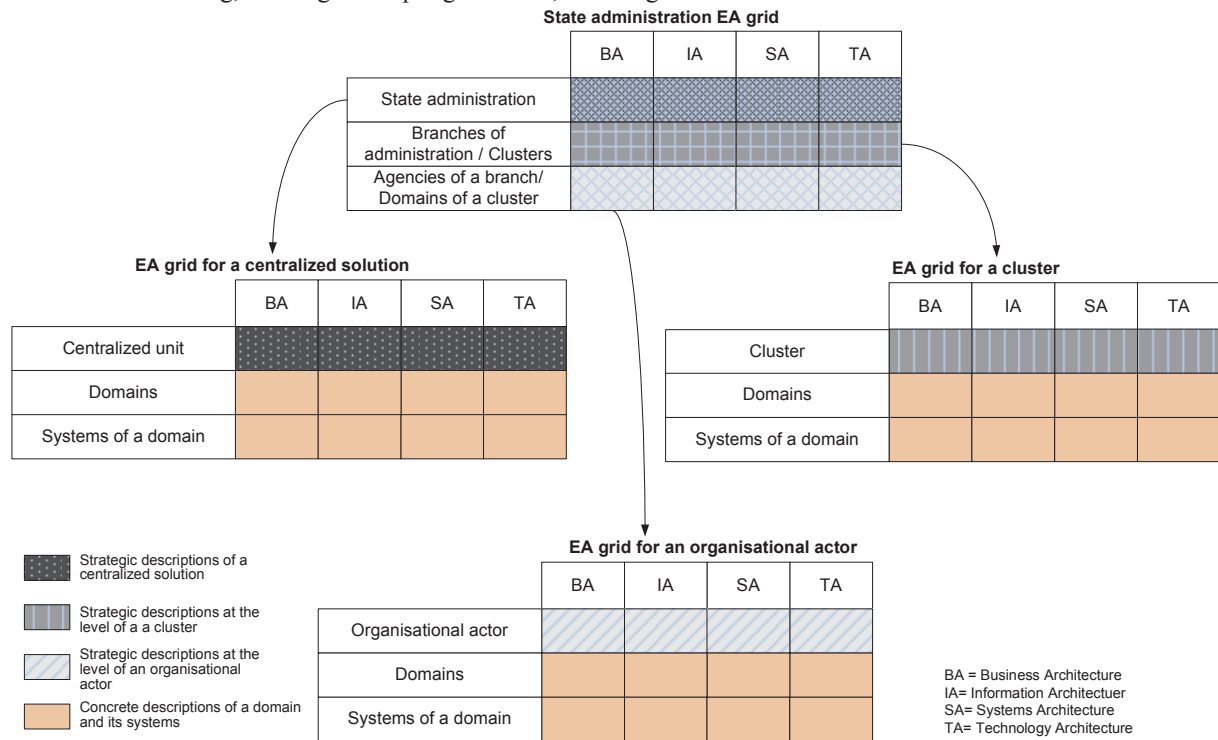 State administration EA grid
BA IA SA TA
State administration
Branches of
administration / Clusters
Agencies of a branch/
Domains of a cluster
EA grid for a centralized solution
BA IA SA TA
Centralized unit
Domains
Systems of a domain
EA grid for a cluster
BA IA SA TA
Cluster
Domains
Systems of a domain
EA grid for an organisational actor
BA IA SA TA
Organisational actor
Domains
Systems of a domain
Strategic descriptions of a
centralized solution
Strategic descriptions at the
level of a a cluster
Strategic descriptions at the
level of an organisational
actor
Concrete descriptions of a domain
and its systems
BA = Business Architecture
IA= Information Architectuer
SA= Systems Architecture
TA= Technology Architecture